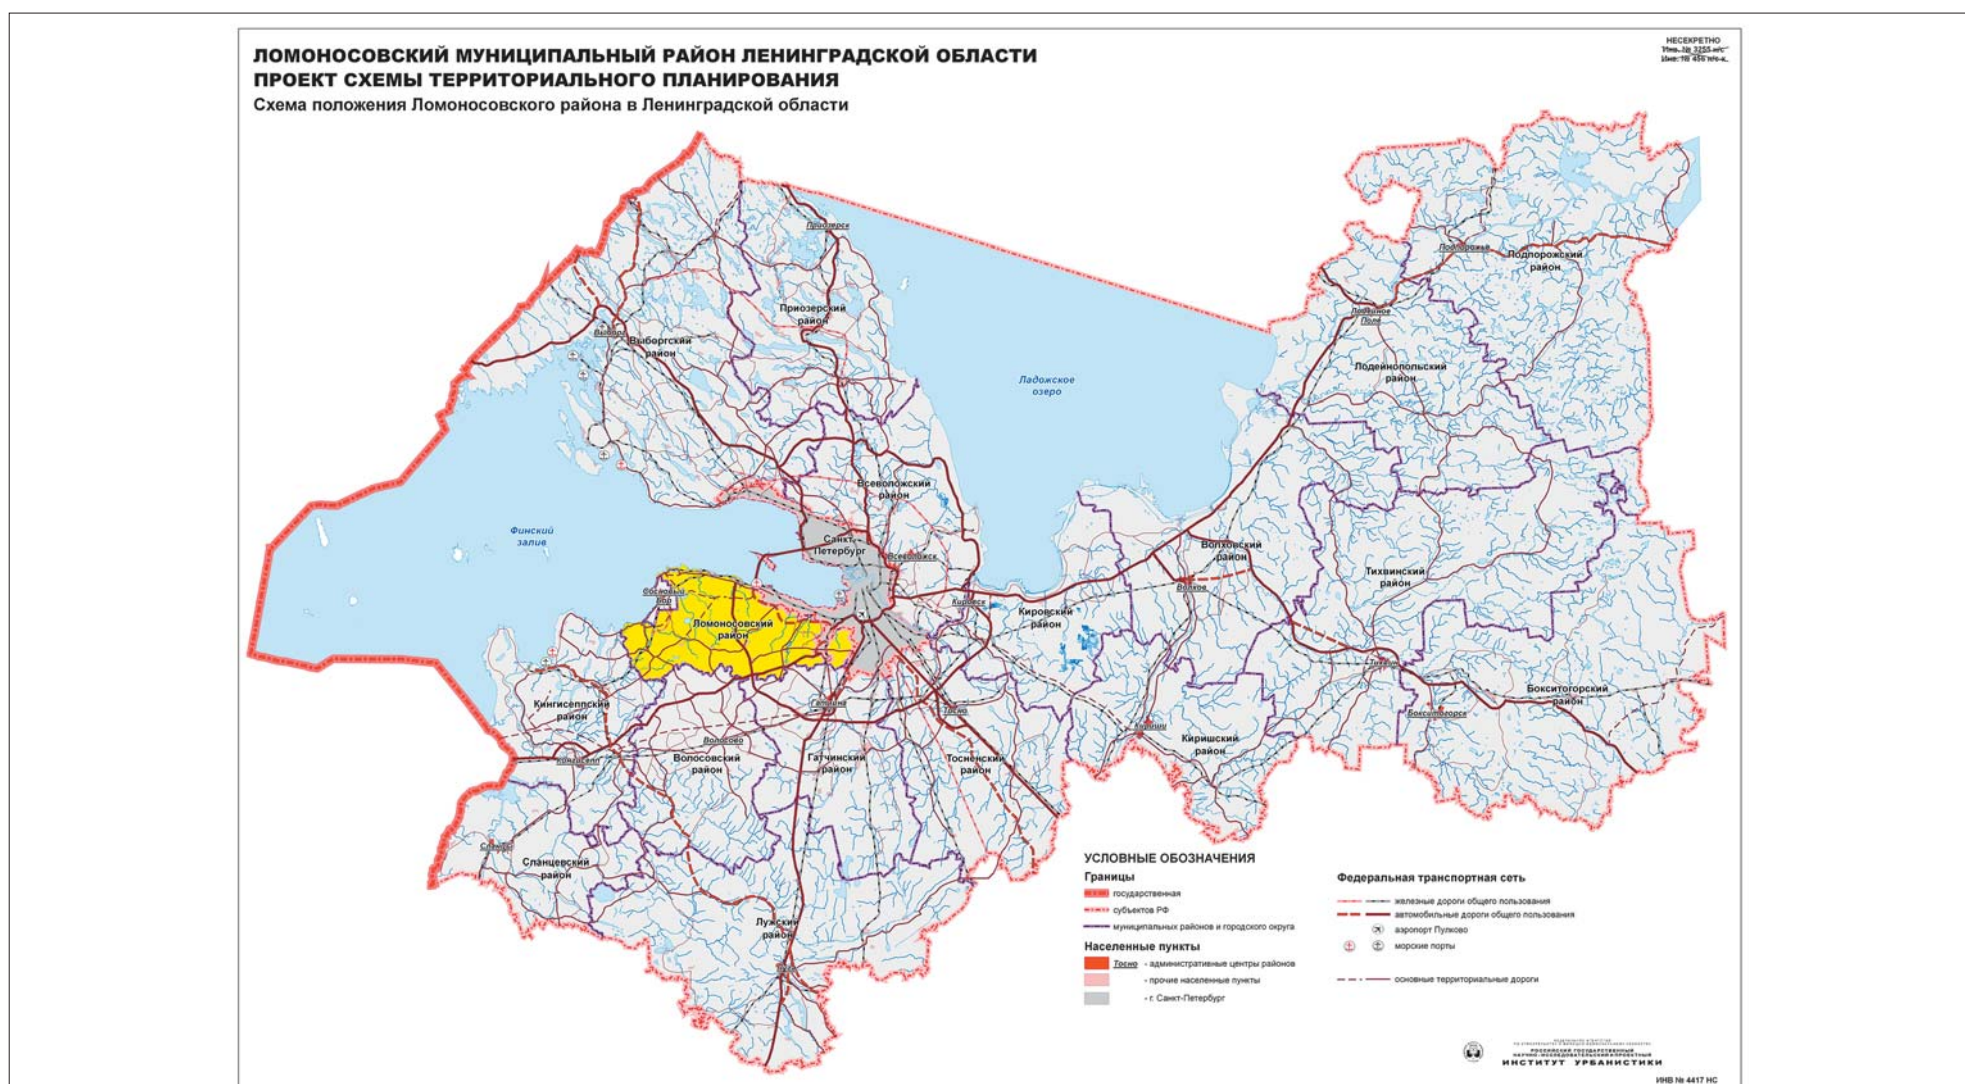 ЛОМОНОСОВСКИЙ МУНИЦИПАЛЬНЫЙ РАЙОН ЛЕНИНГРАДСКОЙ ОБЛАСТИ
ПРОЕКТ СХЕМЫ ТЕРРИТОРИАЛЬНОГО ПЛАНИРОВАНИЯ
Схема положения Ломоносовского района в Ленинградской области
НЕСЕКРЕТНО
Приозерск
Подпорожье
Подпорожский
район
Приозерский
район
Лодейное
Поле
Выборг
Выборгский
район
Лодейнопольский
район
Ладожское
озеро
Всеволожский
район
Финский
залив
Санкт
Петербург
Всеволожск
Волховский
район
Тихвинский
район
Сосновый
Бор
Волхов
Кировск
Кировский
район
Ломоносовский
район
Тихвин
Бокситогорский
район
Кингисеппский
район
Гатчина
Тосно
Бокситогорск
Кириши
Киришский
район
Волосово
Волосовский
район
Гатчинский
район
Тосненский
район
Кингисепп
Сланцы
Сланцевский
район
Лужский
район
Луга
УСЛОВНЫЕ ОБОЗНАЧЕНИЯ
Границы
государственная
субъектов РФ
муниципальных районов и городского округа
Населенные пункты
Тосно - административные центры районов
- прочие населенные пункты
- г. Санкт-Петербург
Федеральная транспортная сеть
железные дороги общего пользования
автомобильные дороги общего пользования
аэропорт Пулково
морские порты
основные территориальные дороги
РОССИЙСКИЙ ГОСУДАРСТВЕННЫЙ
НАУЧНО-ИССЛЕДОВАТЕЛЬСКИЙ И ПРОЕКТНЫЙ
ИНСТИТУТ УРБАНИСТИКИ
ИНВ № 4417 НС